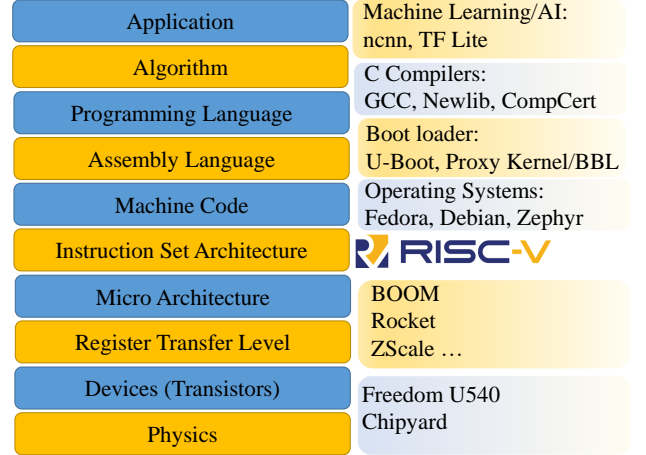 Application
Algorithm
Programming Language
Assembly Language
Machine Code
Instruction Set Architecture
Micro Architecture
Register Transfer Level
Devices (Transistors)
Physics
Machine Learning/AI:
ncnn, TF Lite
C Compilers:
GCC, Newlib, CompCert
Boot loader:
U-Boot, Proxy Kernel/BBL
Operating Systems:
Fedora, Debian, Zephyr
RISC-V
BOOM
Rocket
ZScale …
Freedom U540
Chipyard